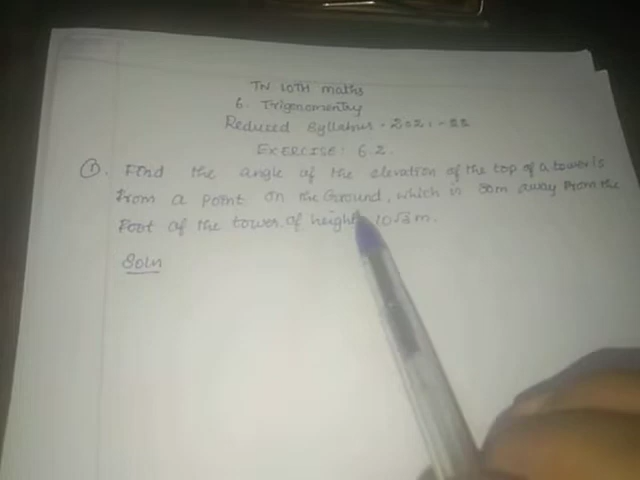 TN 10TH maths
6. Trigonometry
Reduced Syllabus - 2021-22
EXERCISE: 6.2.
1. Find the angle of the elevation of the top of a tower is
from a point on the Ground, which is 30m away from the
foot of the tower of height 10√3 m.
Soln